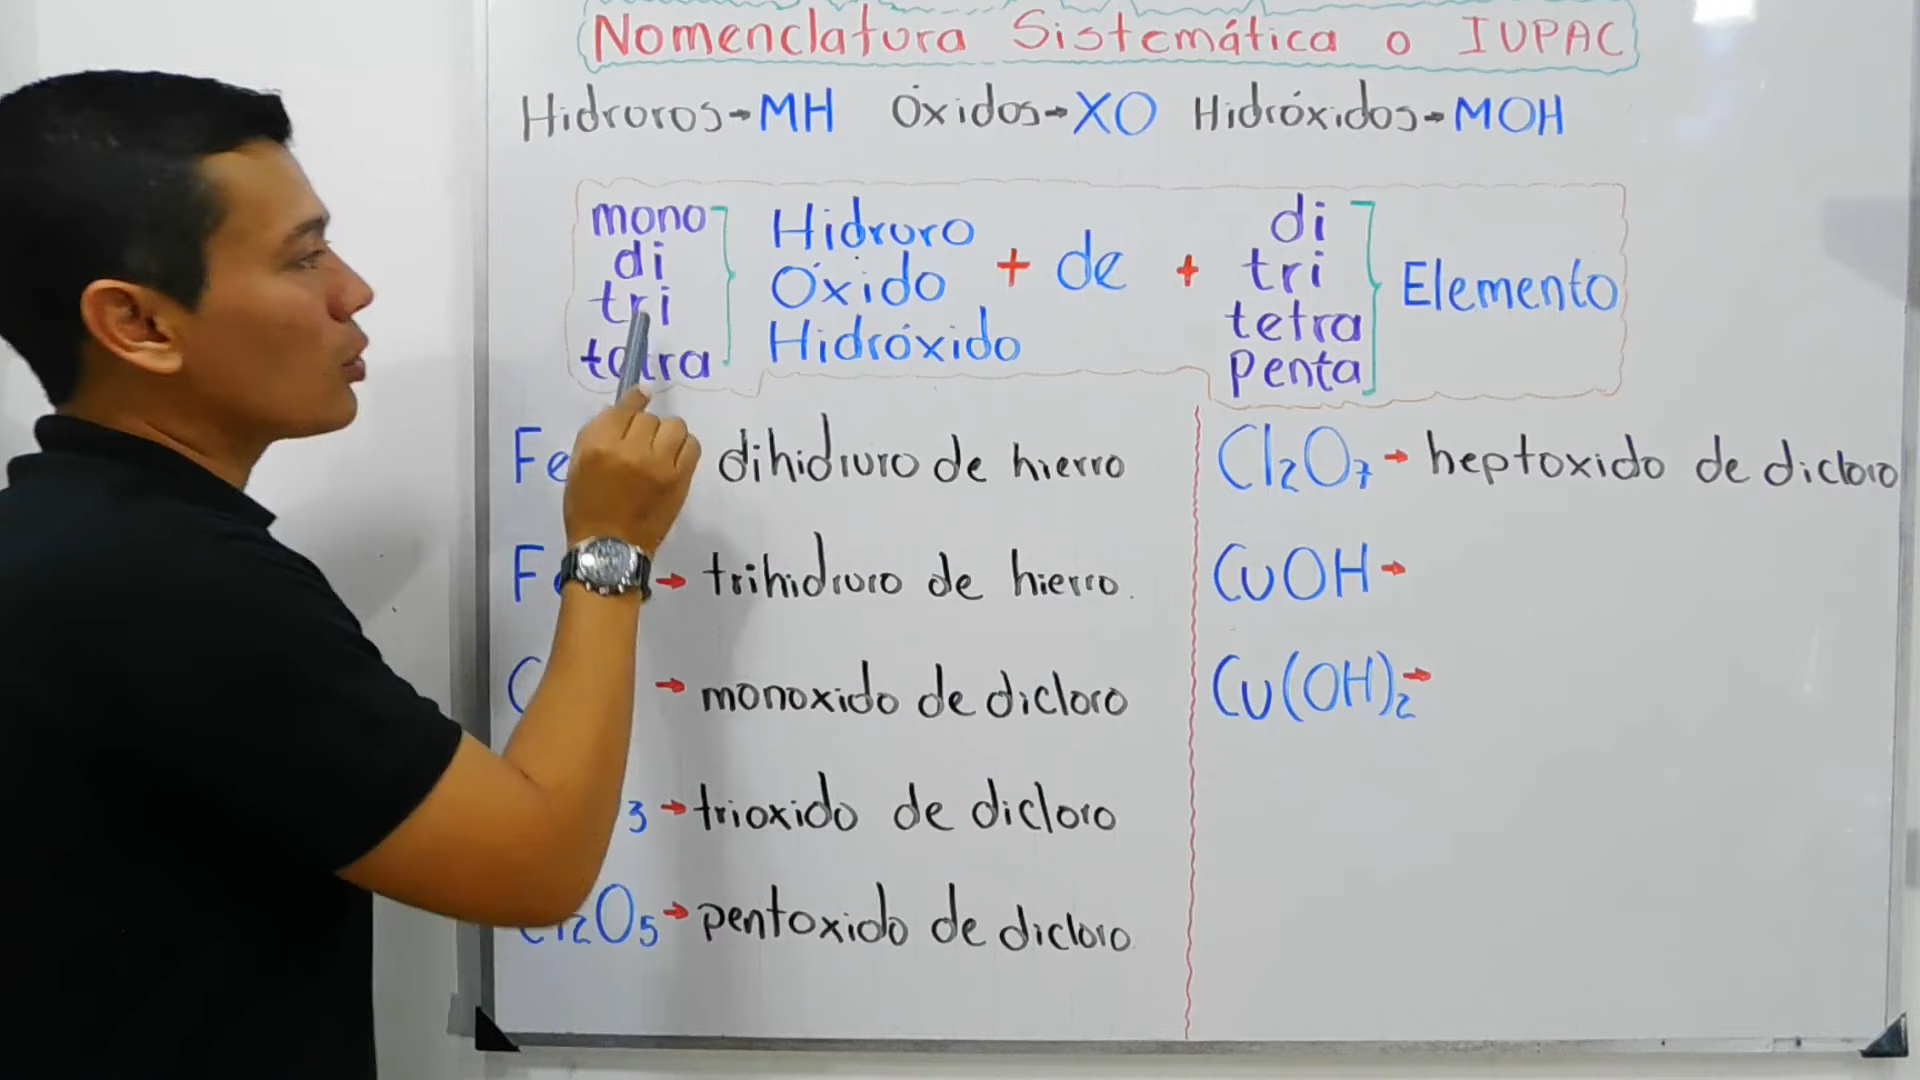 Nomenclatura Sistemática o IUPAC
Hidruros→MH Óxidos→XO Hidróxidos→MOH
mono
di
tri
tetra
Hidruro
Óxido
Hidróxido
+ de +
di
tri
tetra
penta
Elemento
Fe dihidruro de hierro
F → trihidruro de hierro.
→ monoxido de dicloro
3 → trioxido de dicloro
Cl2O5 → pentoxido de dicloro
Cl2O7 → heptoxido de dicloro
CuOH →
Cu(OH)2 →